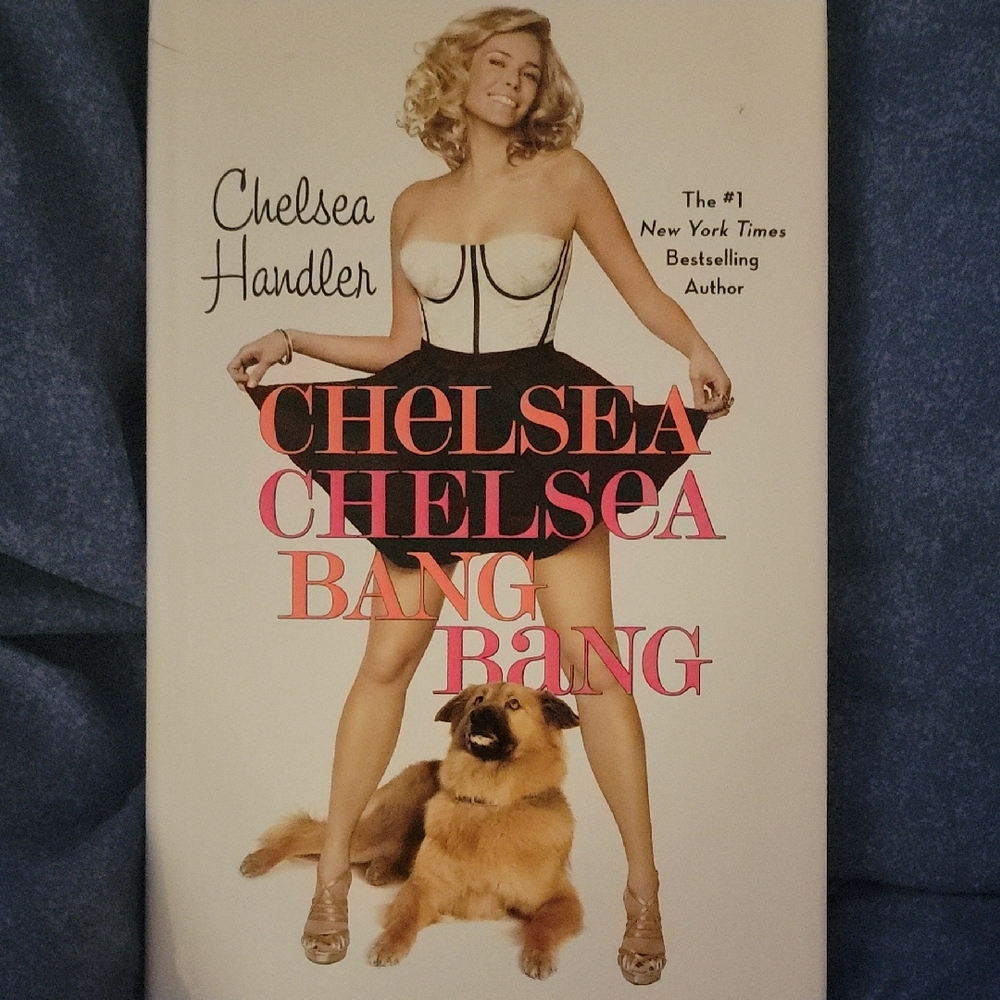 Chelsea
Handler
The #1
New York Times
Bestselling
Author
CHeLSEA
CHELSeA
BANG
BaNG